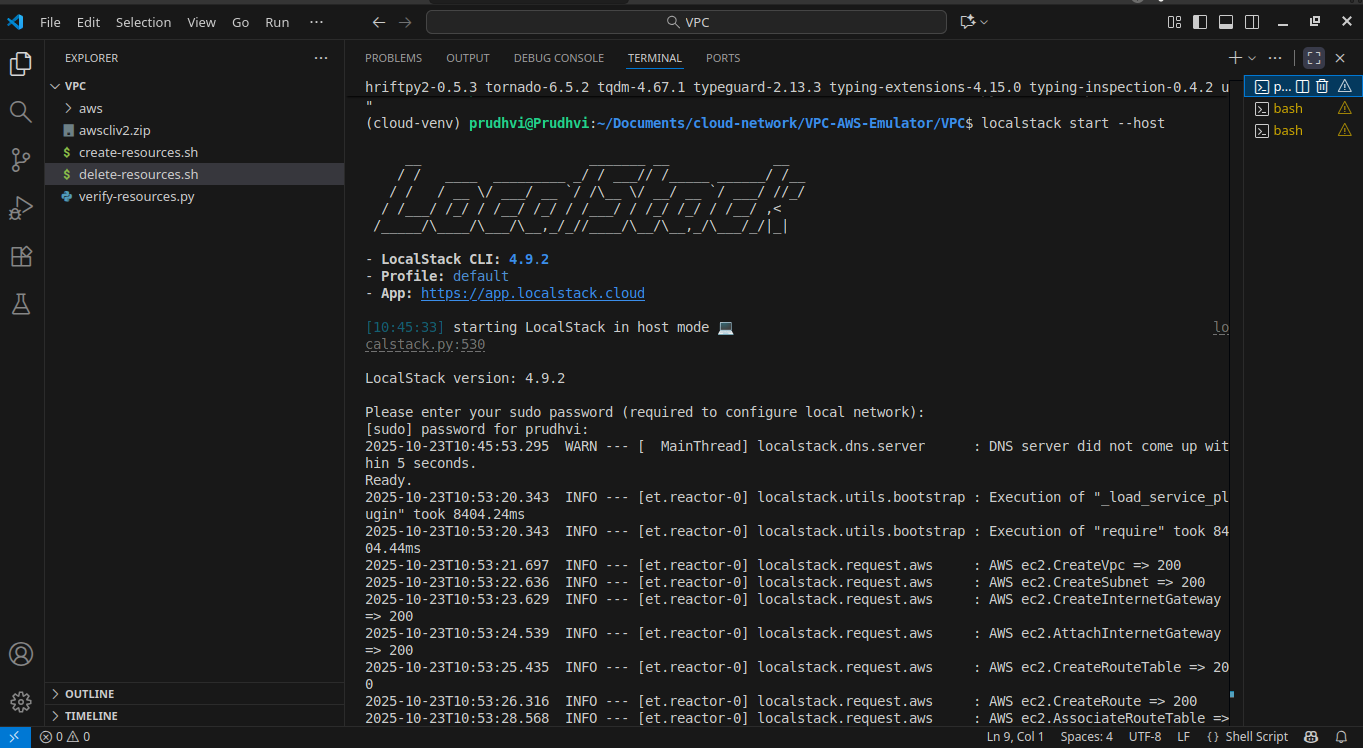 File Edit Selection View Go Run ··· VPC
EXPLORER ···
VPC
aws
awscliv2.zip
$ create-resources.sh
$ delete-resources.sh
verify-resources.py
OUTLINE
TIMELINE
PROBLEMS OUTPUT DEBUG CONSOLE TERMINAL PORTS
hriftpy2-0.5.3 tornado-6.5.2 tqdm-4.67.1 typeguard-2.13.3 typing-extensions-4.15.0 typing-inspection-0.4.2 u
"
(cloud-venv) prudhvi@Prudhvi:~/Documents/cloud-network/VPC-AWS-Emulator/VPC$ localstack start --host
LocalStack
- LocalStack CLI: 4.9.2
- Profile: default
- App: https://app.localstack.cloud
[10:45:33] starting LocalStack in host mode 💻 lo
calstack.py:530
LocalStack version: 4.9.2
Please enter your sudo password (required to configure local network):
[sudo] password for prudhvi:
2025-10-23T10:45:53.295 WARN --- [ MainThread] localstack.dns.server : DNS server did not come up wit
hin 5 seconds.
Ready.
2025-10-23T10:53:20.343 INFO --- [et.reactor-0] localstack.utils.bootstrap : Execution of "_load_service_pl
ugin" took 8404.24ms
2025-10-23T10:53:20.343 INFO --- [et.reactor-0] localstack.utils.bootstrap : Execution of "require" took 84
04.44ms
2025-10-23T10:53:21.697 INFO --- [et.reactor-0] localstack.request.aws : AWS ec2.CreateVpc => 200
2025-10-23T10:53:22.636 INFO --- [et.reactor-0] localstack.request.aws : AWS ec2.CreateSubnet => 200
2025-10-23T10:53:23.629 INFO --- [et.reactor-0] localstack.request.aws : AWS ec2.CreateInternetGateway
=> 200
2025-10-23T10:53:24.539 INFO --- [et.reactor-0] localstack.request.aws : AWS ec2.AttachInternetGateway
=> 200
2025-10-23T10:53:25.435 INFO --- [et.reactor-0] localstack.request.aws : AWS ec2.CreateRouteTable => 20
0
2025-10-23T10:53:26.316 INFO --- [et.reactor-0] localstack.request.aws : AWS ec2.CreateRoute => 200
2025-10-23T10:53:28.568 INFO --- [et.reactor-0] localstack.request.aws : AWS ec2.AssociateRouteTable =>
p...
bash
bash
0 0 Ln 9, Col 1 Spaces: 4 UTF-8 LF {} Shell Script